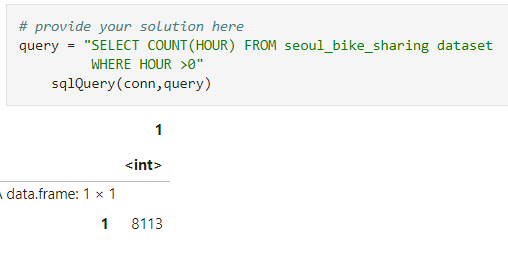 # provide your solution here
query = "SELECT COUNT(HOUR) FROM seoul_bike_sharing dataset
WHERE HOUR >0"
sqlQuery(conn,query)
1
<int>
A data.frame: 1 × 1
1 8113